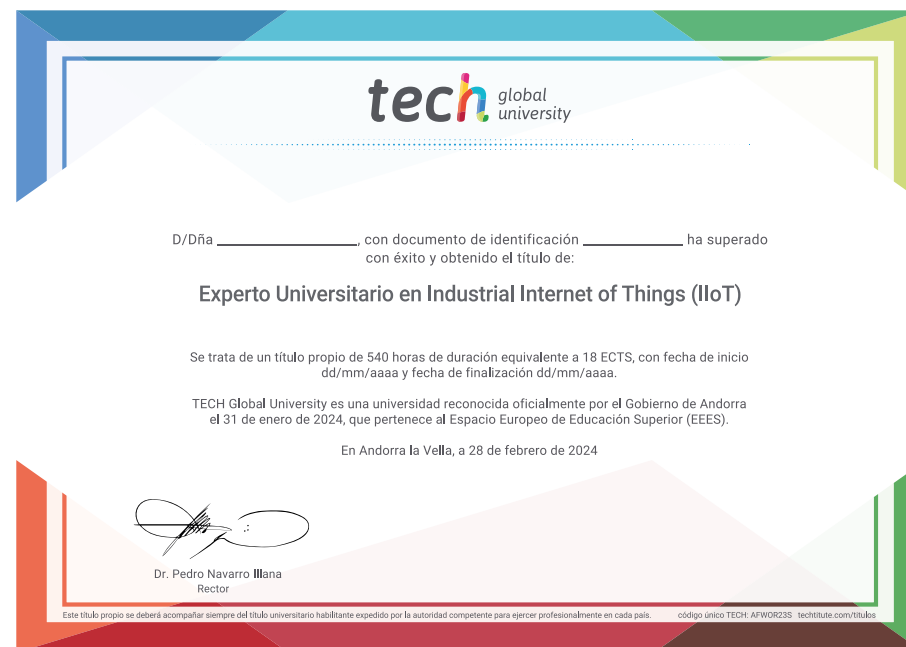 tech global
university
D/Dña ____________________, con documento de identificación ______________ ha superado
con éxito y obtenido el título de:
Experto Universitario en Industrial Internet of Things (IIoT)
Se trata de un título propio de 540 horas de duración equivalente a 18 ECTS, con fecha de inicio
dd/mm/aaaa y fecha de finalización dd/mm/aaaa.
TECH Global University es una universidad reconocida oficialmente por el Gobierno de Andorra
el 31 de enero de 2024, que pertenece al Espacio Europeo de Educación Superior (EEES).
En Andorra la Vella, a 28 de febrero de 2024
Dr. Pedro Navarro Illana
Rector
Este título propio se deberá acompañar siempre del título universitario habilitante expedido por la autoridad competente para ejercer profesionalmente en cada país. código único TECH: AFWOR23S techtitute.com/titulos